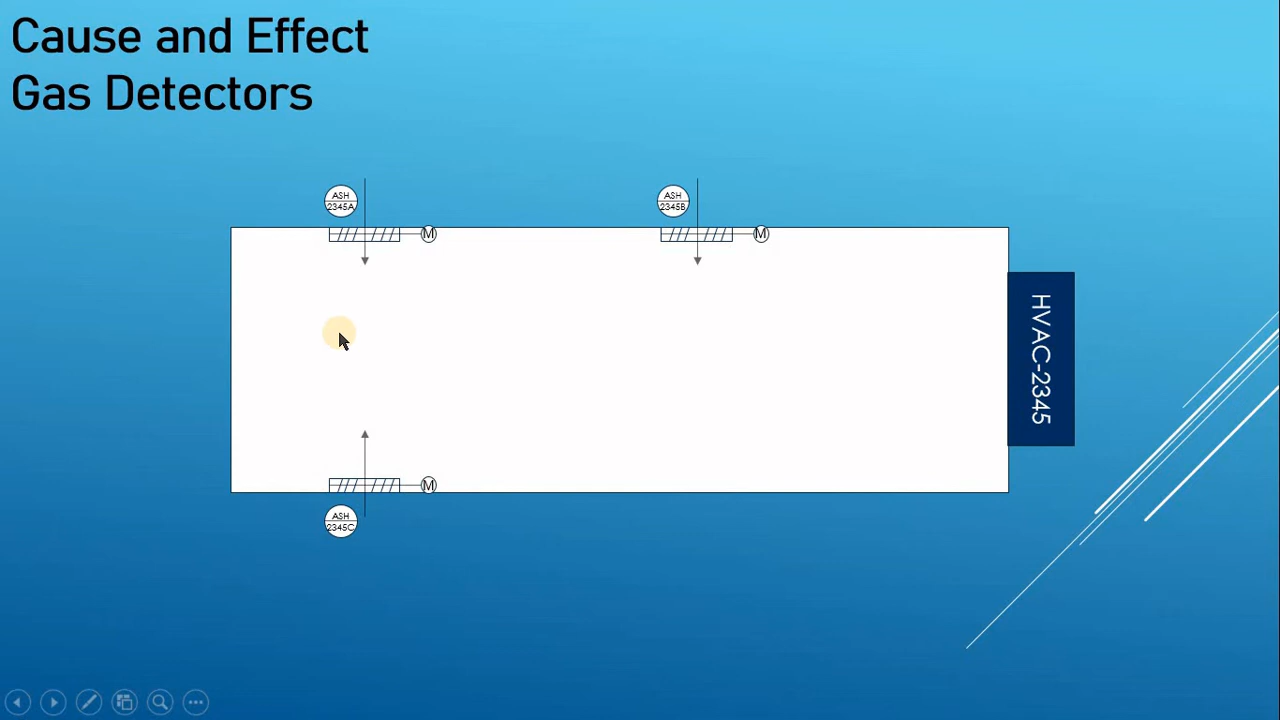 Cause and Effect
Gas Detectors
ASH
2345A
M
ASH
2345B
M
HVAC-2345
M
ASH
2345C